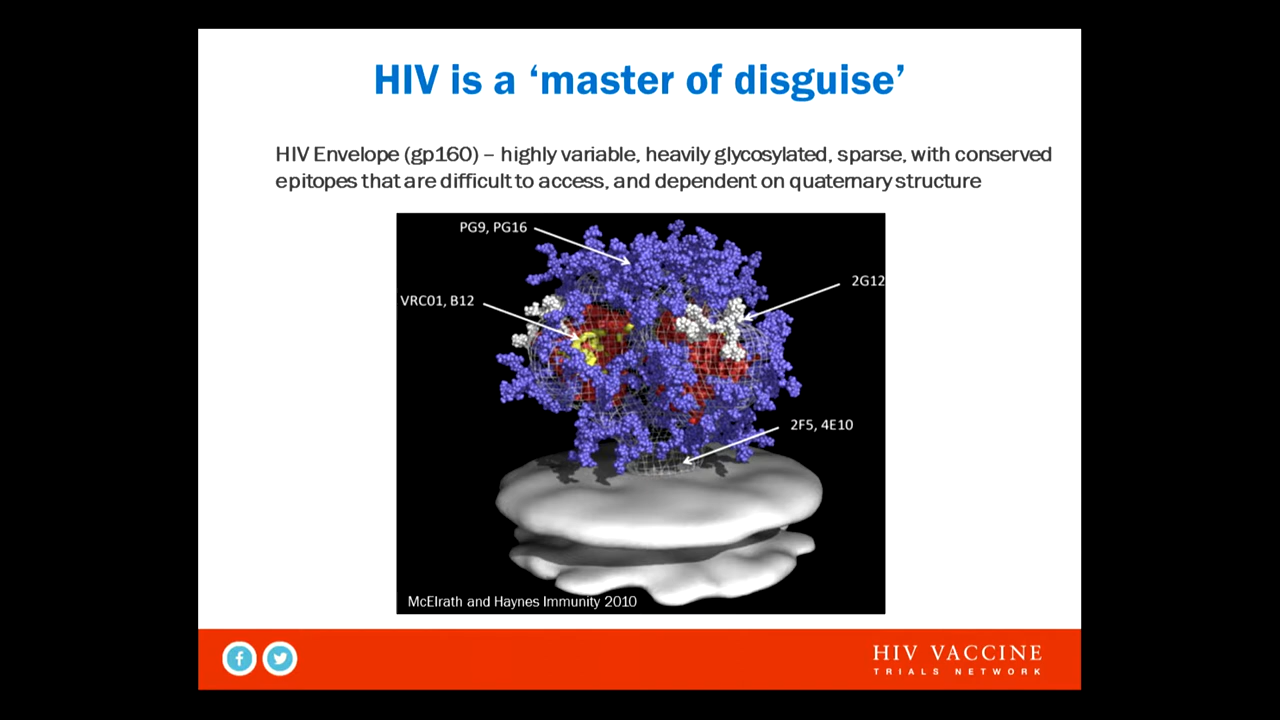 HIV is a ‘master of disguise’
HIV Envelope (gp160) – highly variable, heavily glycosylated, sparse, with conserved
epitopes that are difficult to access, and dependent on quaternary structure
PG9, PG16
2G12
VRC01, B12
2F5, 4E10
McElrath and Haynes Immunity 2010
HIV VACCINE
TRIALS NETWORK